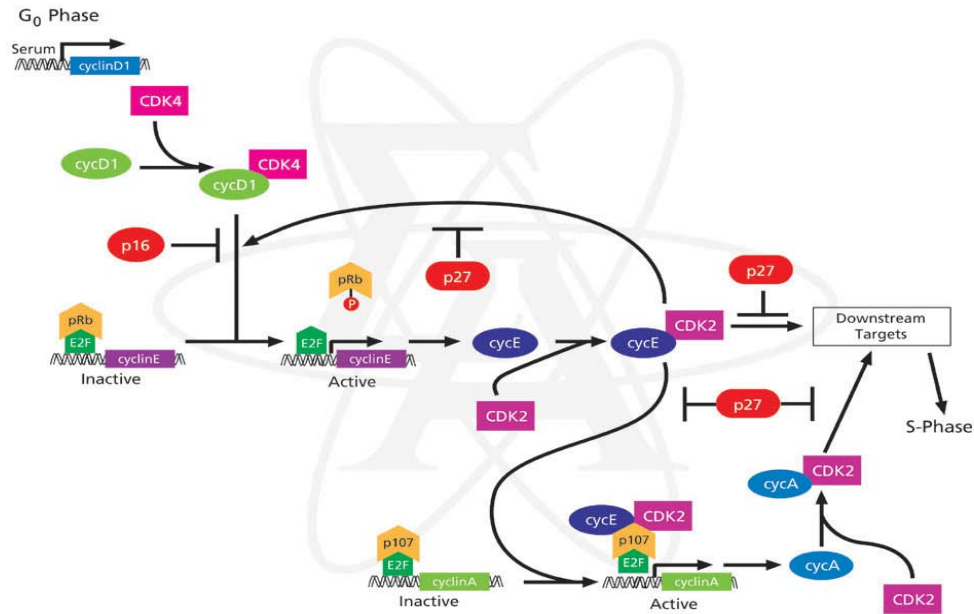 G0 Phase
Serum
cyclinD1
CDK4
cycD1
CDK4
cycD1
p16
p27
p27
pRb
P
pRb
E2F
cyclinE
Inactive
E2F
cyclinE
Active
cycE
cycE
CDK2
CDK2
Downstream
Targets
p27
S-Phase
cycA
CDK2
cycE
CDK2
p107
E2F
cyclinA
Inactive
p107
E2F
cyclinA
Active
cycA
CDK2